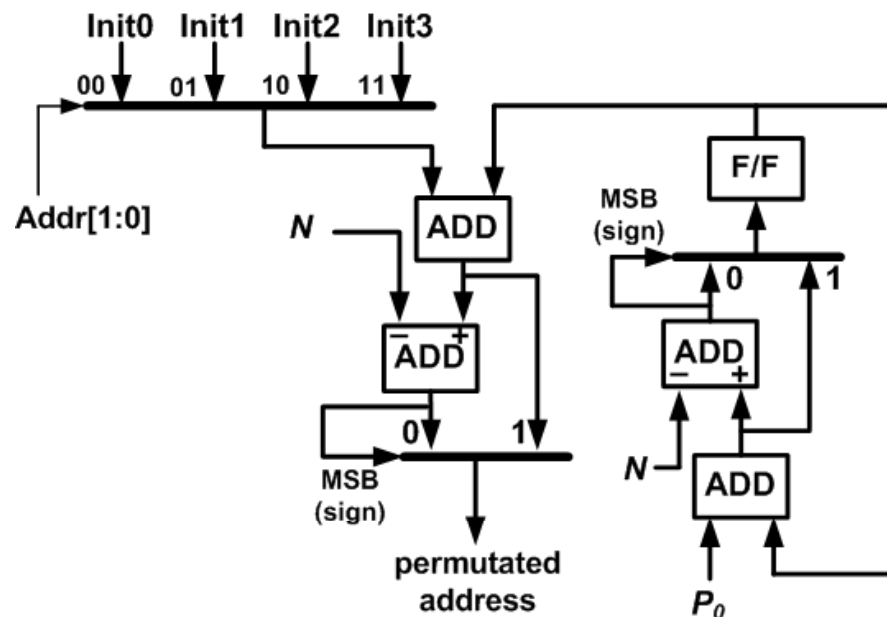 Init0 Init1 Init2 Init3
00 01 10 11
F/F
MSB
(sign)
Addr[1:0]
N
ADD
0 1
– +
ADD
ADD
– +
0 1
N
ADD
MSB
(sign)
permutated
address
P0